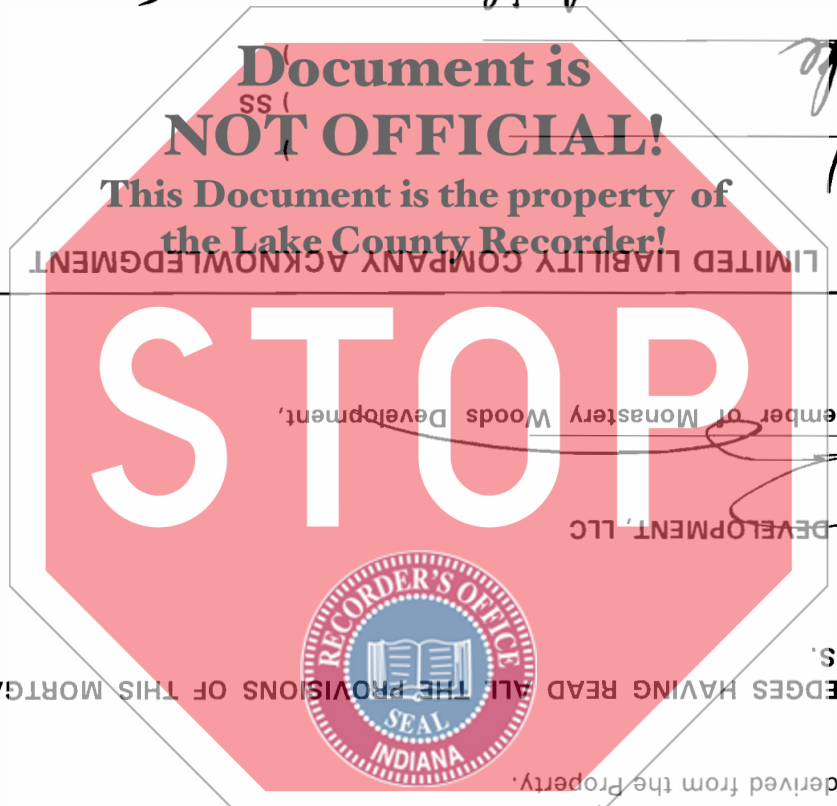 Document is
NOT OFFICIAL!
This Document is the property of
the Lake County Recorder!
STOP
RECORDER'S OFFICE
SEAL
INDIANA
derived from the Property.
EDGES HAVING READ ALL THE PROVISIONS OF THIS MORTGA
S.
DEVELOPMENT, LLC
ember of Monastery Woods Development,
LIMITED LIABILITY COMPANY ACKNOWLEDGMENT
)
) SS
)